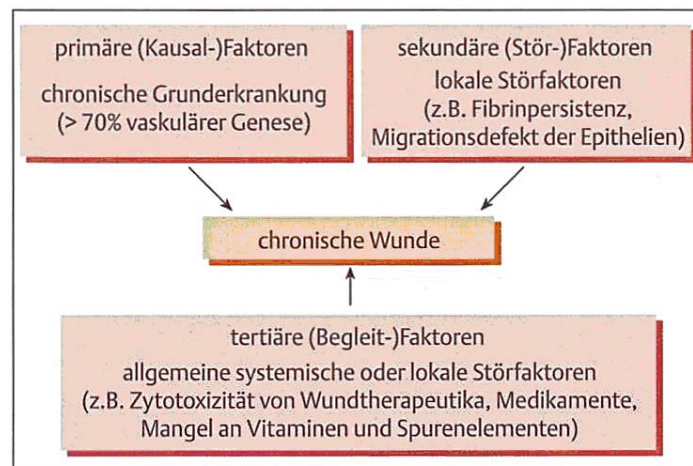 primäre (Kausal-)Faktoren
chronische Grunderkrankung
(> 70% vaskulärer Genese)
sekundäre (Stör-)Faktoren
lokale Störfaktoren
(z.B. Fibrinpersistenz,
Migrationsdefekt der Epithelien)
chronische Wunde
tertiäre (Begleit-)Faktoren
allgemeine systemische oder lokale Störfaktoren
(z.B. Zytotoxizität von Wundtherapeutika, Medikamente,
Mangel an Vitaminen und Spurenelementen)